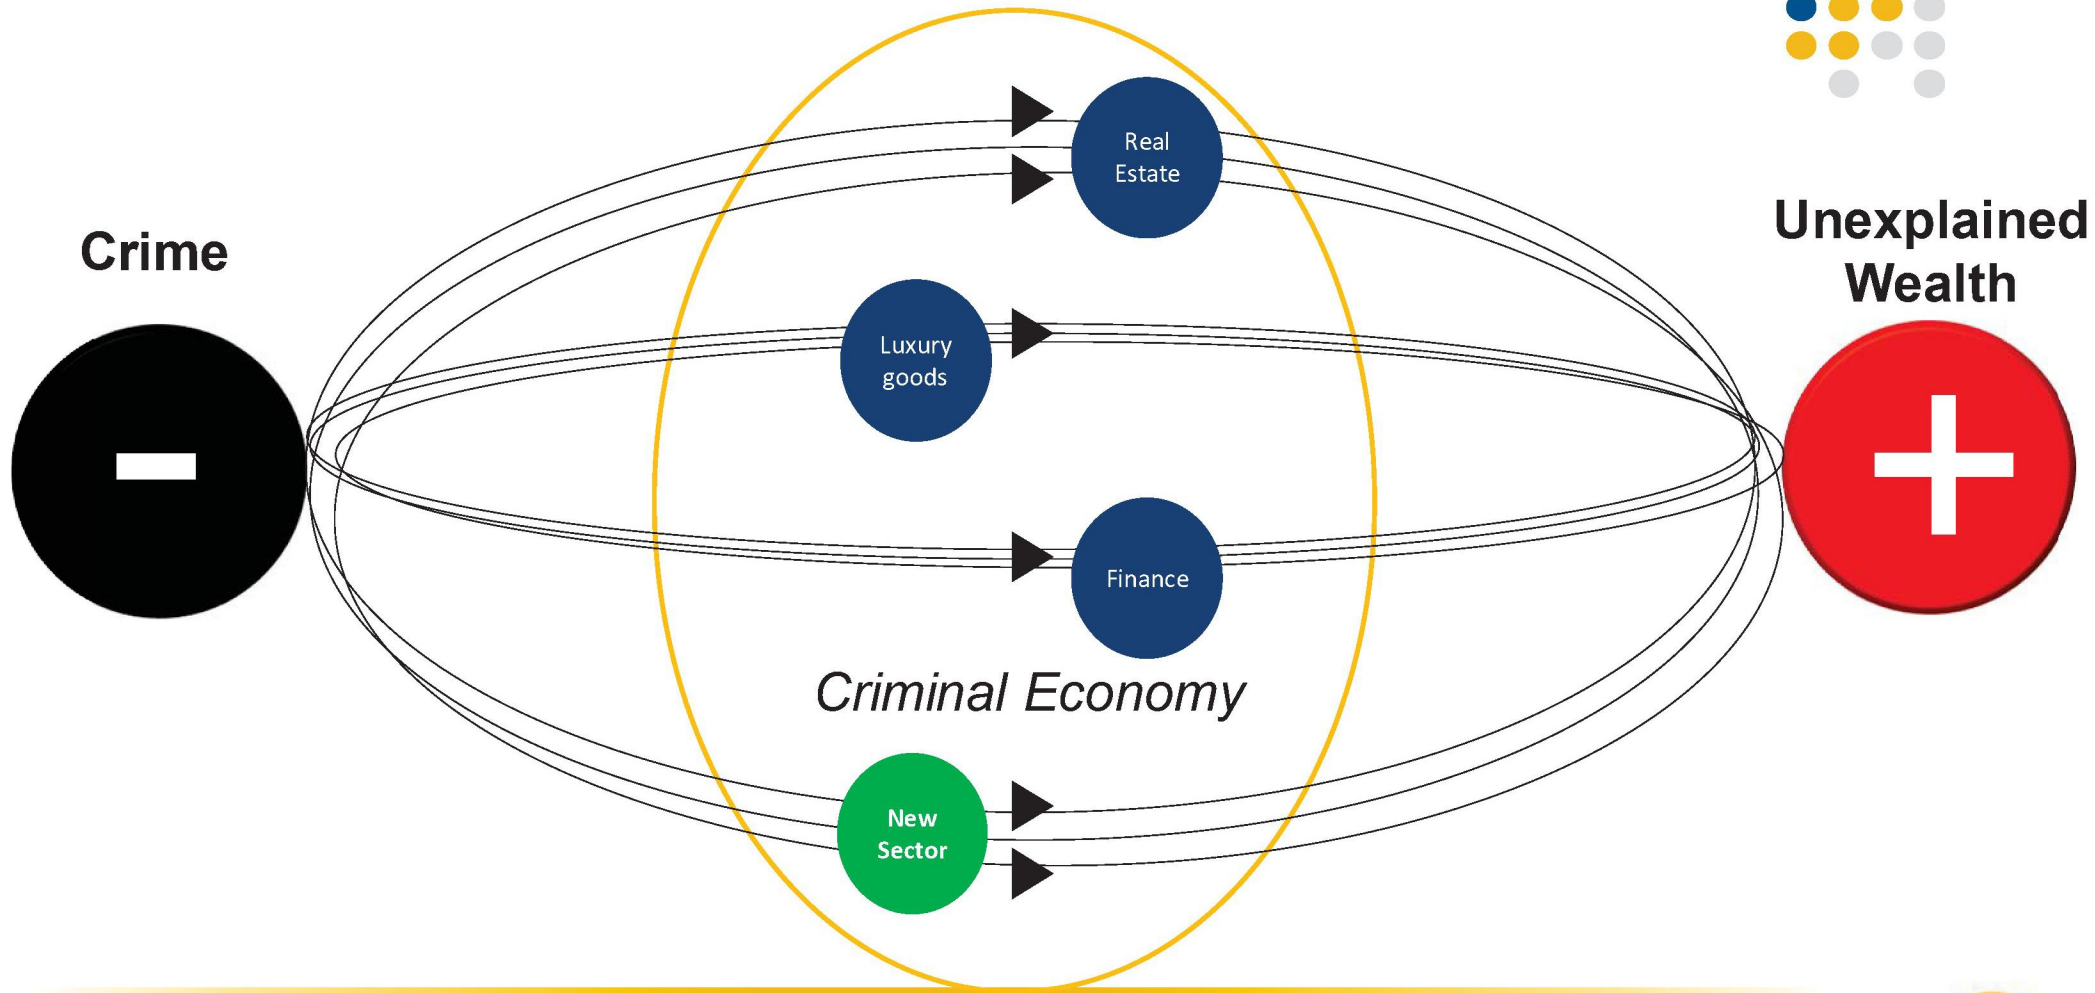 Real
Estate
Crime
Unexplained
Wealth
Luxury
goods
-
+
Finance
Criminal Economy
New
Sector